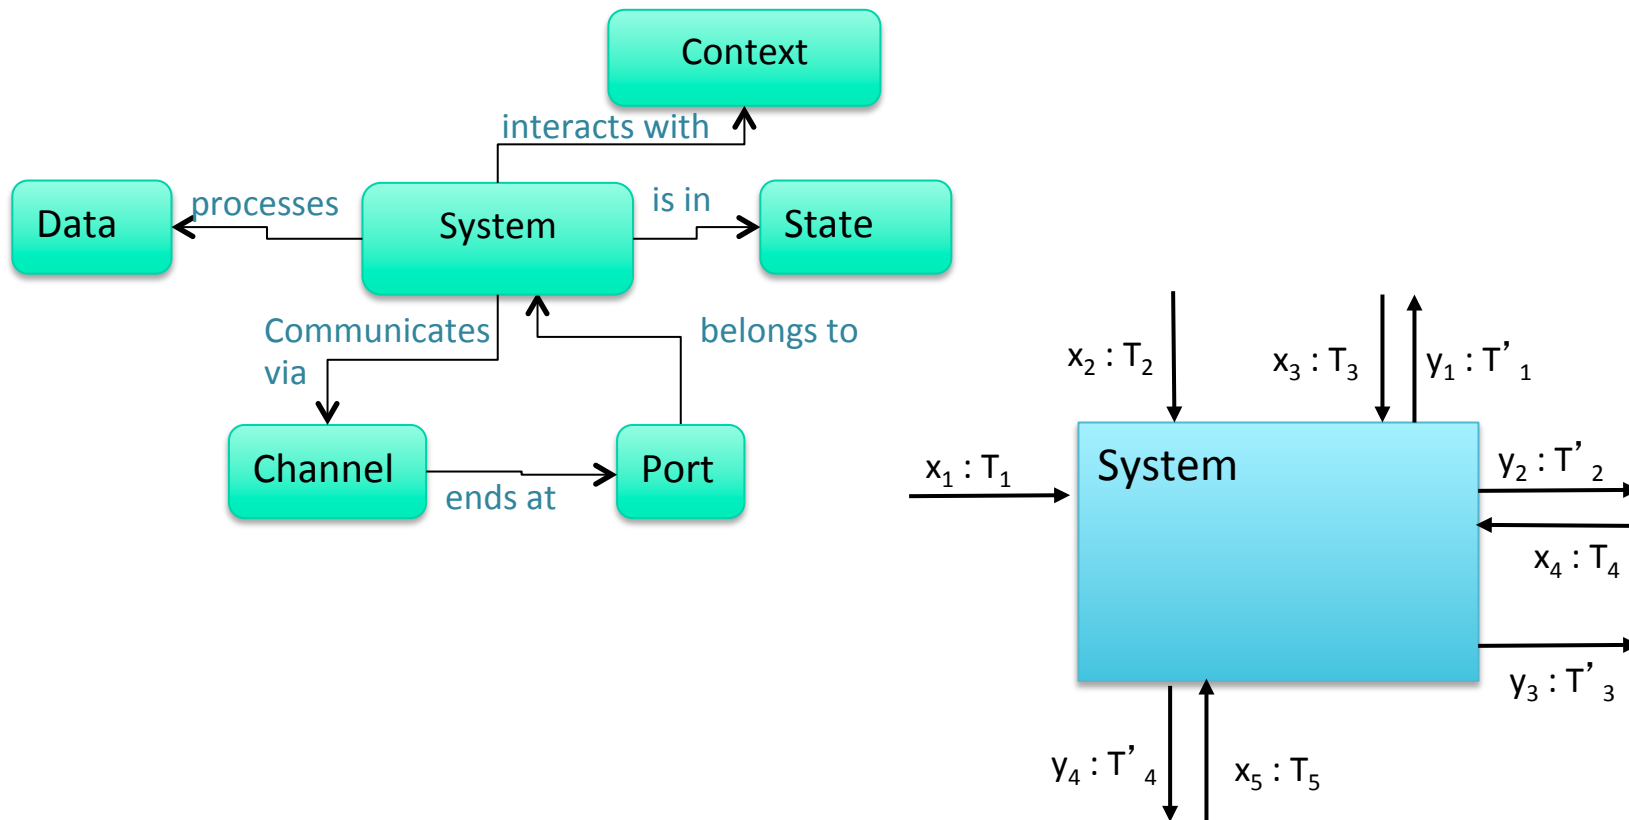 Context
interacts with
Data
processes
System
is in
State
Communicates
via
belongs to
Channel
ends at
Port
x₂ : T₂
x₃ : T₃
y₁ : T’₁
x₁ : T₁
System
y₂ : T’₂
x₄ : T₄
y₃ : T’₃
y₄ : T’₄
x₅ : T₅